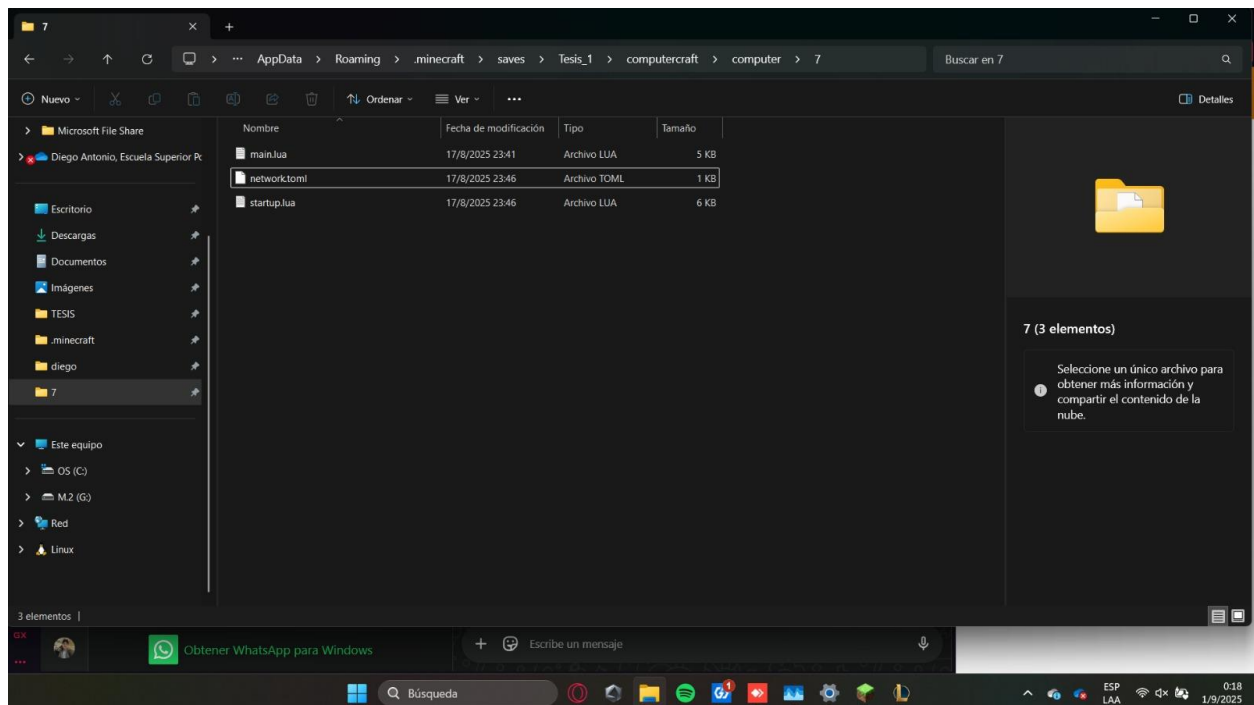 7
AppData > Roaming > .minecraft > saves > Tesis_1 > computercraft > computer > 7
Buscar en 7
Nuevo
Ordenar
Ver
Detalles
Microsoft File Share
Diego Antonio, Escuela Superior Pc
Escritorio
Descargas
Documentos
Imágenes
TESIS
.minecraft
diego
7
Este equipo
OS (C:)
M.2 (G:)
Red
Linux
Nombre Fecha de modificación Tipo Tamaño
main.lua 17/8/2025 23:41 Archivo LUA 5 KB
network.toml 17/8/2025 23:46 Archivo TOML 1 KB
startup.lua 17/8/2025 23:46 Archivo LUA 6 KB
7 (3 elementos)
Seleccione un único archivo para
obtener más información y
compartir el contenido de la
nube.
3 elementos
GX
Obtener WhatsApp para Windows
Escribe un mensaje
Búsqueda
1
ESP
LAA
0:18
1/9/2025